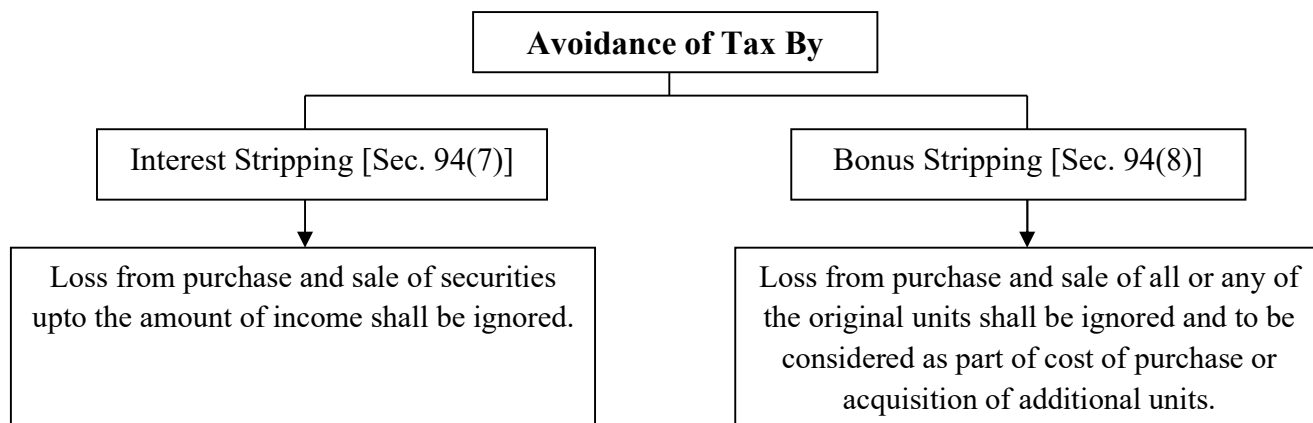 Avoidance of Tax By
Interest Stripping [Sec. 94(7)]
Bonus Stripping [Sec. 94(8)]
Loss from purchase and sale of securities
upto the amount of income shall be ignored.
Loss from purchase and sale of all or any of
the original units shall be ignored and to be
considered as part of cost of purchase or
acquisition of additional units.